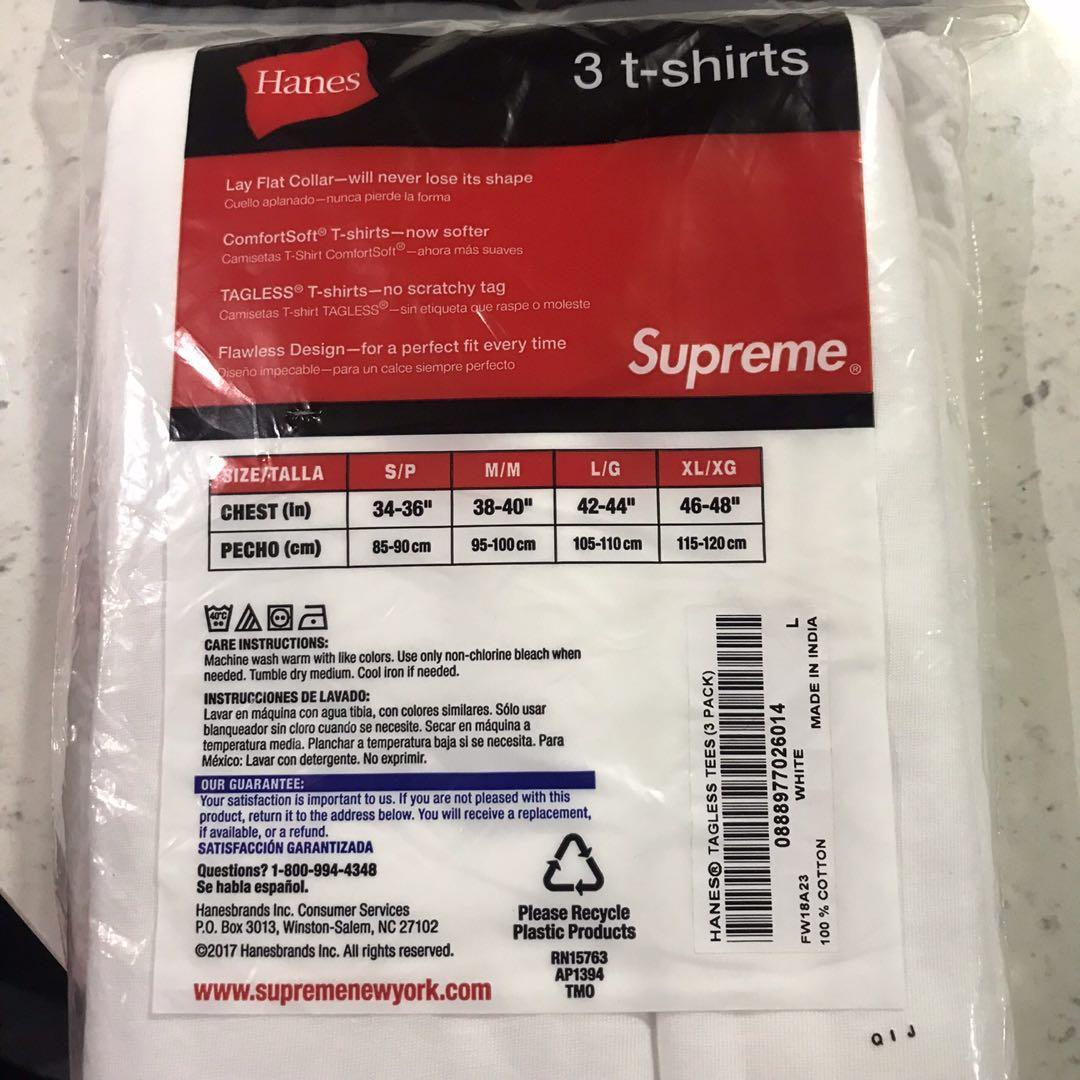 Hanes
3 t-shirts
Lay Flat Collar—will never lose its shape
Cuello aplanado—nunca pierde la forma
ComfortSoft® T-shirts—now softer
Camisetas T-Shirt ComfortSoft®—ahora más suaves
TAGLESS® T-shirts—no scratchy tag
Camisetas T-shirt TAGLESS®—sin etiqueta que raspe o moleste
Flawless Design—for a perfect fit every time
Diseño impecable—para un calce siempre perfecto
Supreme®
SIZE/TALLA S/P M/M L/G XL/XG
CHEST (in) 34-36" 38-40" 42-44" 46-48"
PECHO (cm) 85-90 cm 95-100 cm 105-110 cm 115-120 cm
40°C
CARE INSTRUCTIONS:
Machine wash warm with like colors. Use only non-chlorine bleach when
needed. Tumble dry medium. Cool iron if needed.
INSTRUCCIONES DE LAVADO:
Lavar en máquina con agua tibia, con colores similares. Sólo usar
blanqueador sin cloro cuando se necesite. Secar en máquina a
temperatura media. Planchar a temperatura baja si se necesita. Para
México: Lavar con detergente. No exprimir.
OUR GUARANTEE:
Your satisfaction is important to us. If you are not pleased with this
product, return it to the address below. You will receive a replacement,
if available, or a refund.
SATISFACCIÓN GARANTIZADA
Questions? 1-800-994-4348
Se habla español.
Hanesbrands Inc. Consumer Services
P.O. Box 3013, Winston-Salem, NC 27102
©2017 Hanesbrands Inc. All rights reserved.
www.supremenewyork.com
Please Recycle
Plastic Products
RN15763
AP1394
TMO
HANES® TAGLESS TEES (3 PACK)
0888977026014
FW18A23 WHITE L
100 % COTTON MADE IN INDIA
Q I J